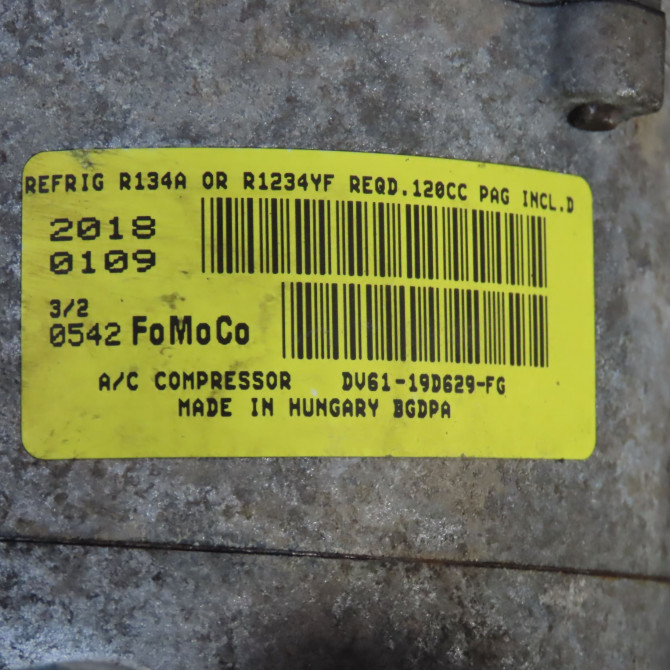 REFRIG R134A OR R1234YF REQD.120CC PAG INCL.D
2018
0109
3/2
0542 FoMoCo
A/C COMPRESSOR DV61-19D629-FG
MADE IN HUNGARY BGDPA